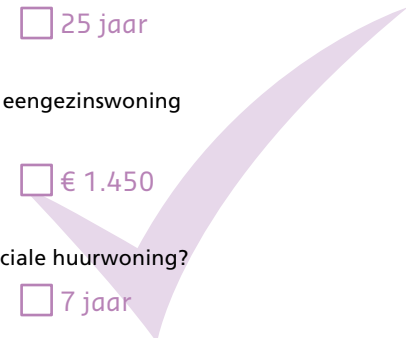 25 jaar
eengezinswoning
€ 1.450
ciale huurwoning?
7 jaar